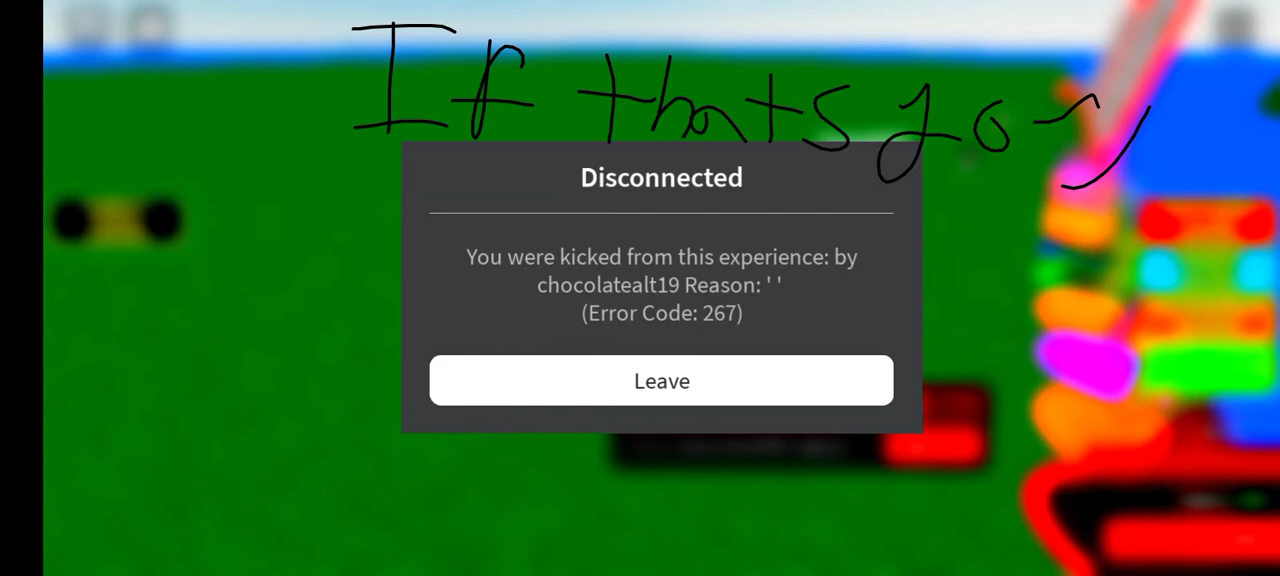 If thats you
Disconnected
You were kicked from this experience: by
chocolatealt19 Reason: ' '
(Error Code: 267)
Leave